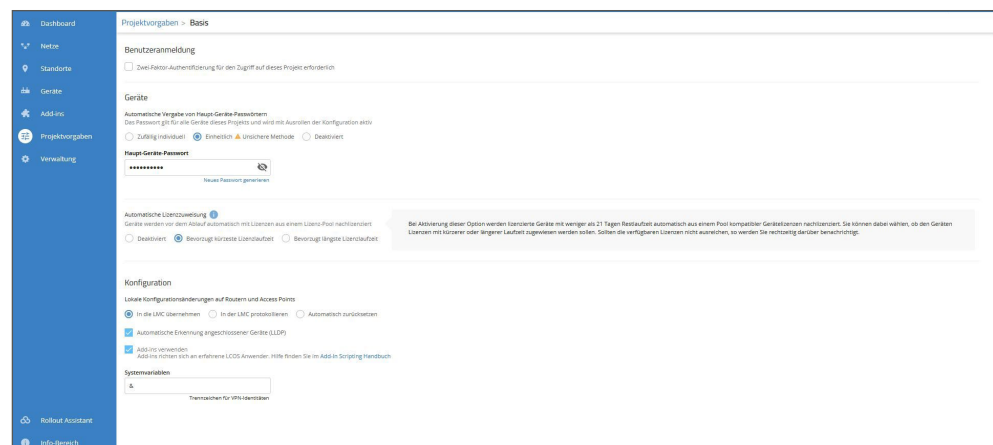 Dashboard
Netze
Standorte
Geräte
Add-ins
Projektvorgaben
Verwaltung
Rollout Assistant
Info-Bereich
Projektvorgaben > Basis
Benutzeranmeldung
Zwei-Faktor-Authentifizierung für den Zugriff auf dieses Projekt erforderlich
Geräte
Automatische Vergabe von Haupt-Geräte-Passwörtern
Das Passwort gilt für alle Geräte dieses Projekts und wird mit Ausrollen der Konfiguration aktiv
Zufällig individuell Einheitlich Unsichere Methode Deaktiviert
Haupt-Geräte-Passwort
••••••••••
Neues Passwort generieren
Automatische Lizenzzuweisung
Geräte werden vor dem Ablauf automatisch mit Lizenzen aus einem Lizenz-Pool nachlizenziert
Deaktiviert Bevorzugt kürzeste Lizenzlaufzeit Bevorzugt längste Lizenzlaufzeit
Bei Aktivierung dieser Option werden lizenzierte Geräte mit weniger als 21 Tagen Restlaufzeit automatisch aus einem Pool kompatibler Gerätelizenzen nachlizenziert. Sie können dabei wählen, ob den Geräten
Lizenzen mit kürzerer oder längerer Laufzeit zugewiesen werden sollen. Sollten die verfügbaren Lizenzen nicht ausreichen, so werden Sie rechtzeitig darüber benachrichtigt.
Konfiguration
Lokale Konfigurationsänderungen auf Routern und Access Points
In die LMC übernehmen In der LMC protokollieren Automatisch zurücksetzen
Automatische Erkennung angeschlossener Geräte (LLDP)
Add-ins verwenden
Add-ins richten sich an erfahrene LCOS Anwender. Hilfe finden Sie im Add-in Scripting Handbuch
Systemvariablen
&
Trennzeichen für VPN-Identitäten